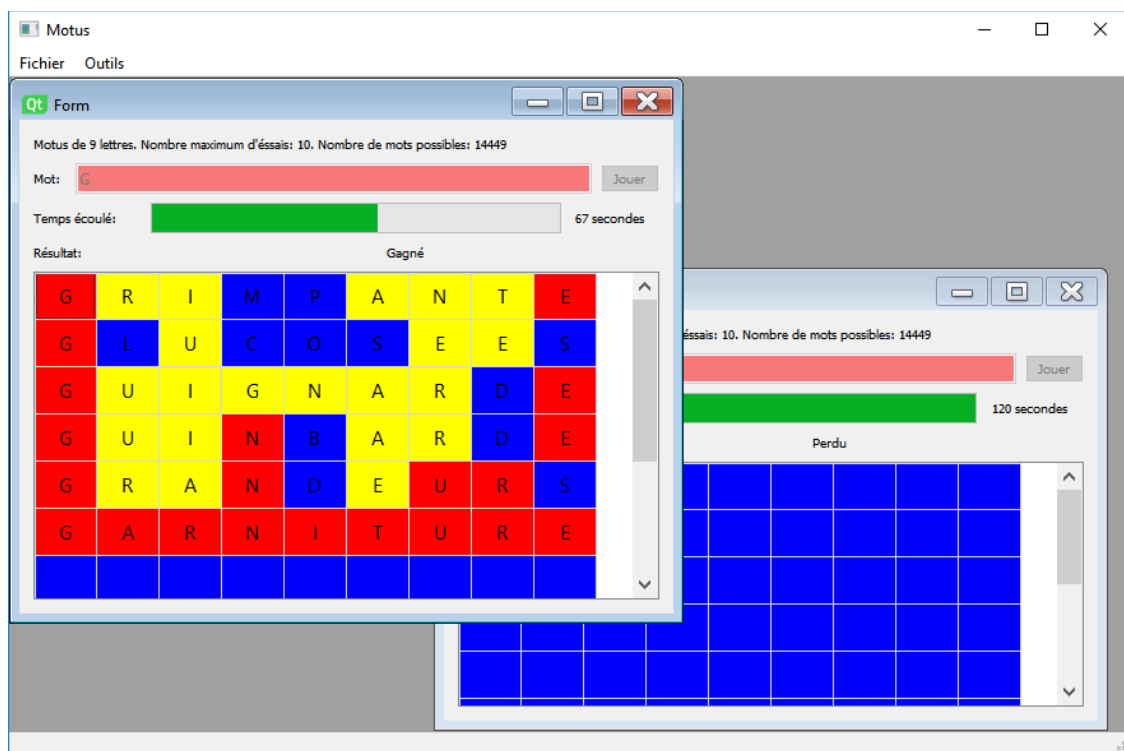 Motus
Fichier Outils
Qt Form
Motus de 9 lettres. Nombre maximum d'éssais: 10. Nombre de mots possibles: 14449
Mot: G Jouer
Temps écoulé: 67 secondes
Résultat: Gagné
G R I M P A N T E
G L U C O S E E S
G U I G N A R D E
G U I N B A R D E
G R A N D E U R S
G A R N I T U R E
éssais: 10. Nombre de mots possibles: 14449
Jouer
120 secondes
Perdu